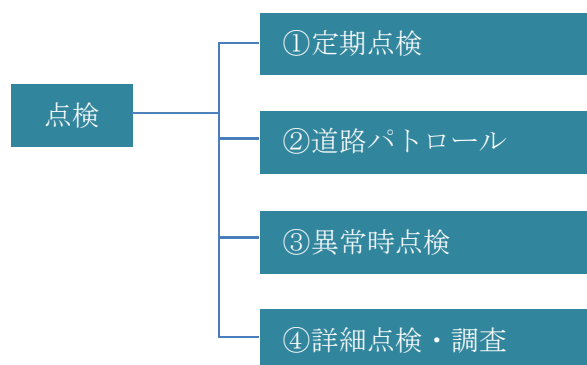 点検
①定期点検
②道路パトロール
③異常時点検
④詳細点検・調査